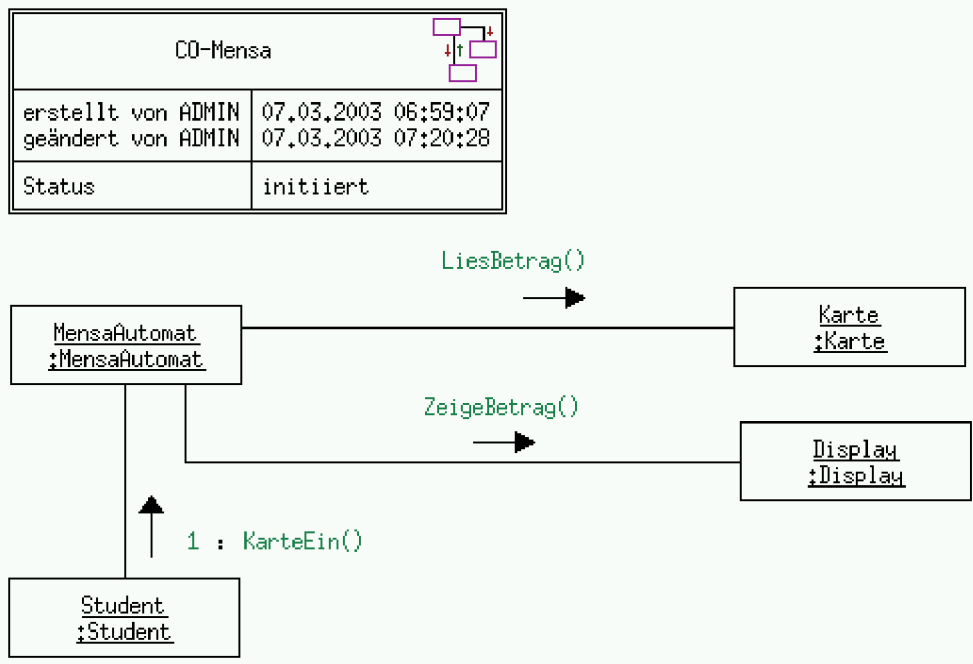 CO-Mensa
erstellt von ADMIN 07.03.2003 06:59:07
geändert von ADMIN 07.03.2003 07:20:28
Status initiiert
LiesBetrag()
MensaAutomat
:MensaAutomat
Karte
:Karte
ZeigeBetrag()
Display
:Display
1 : KarteEin()
Student
:Student